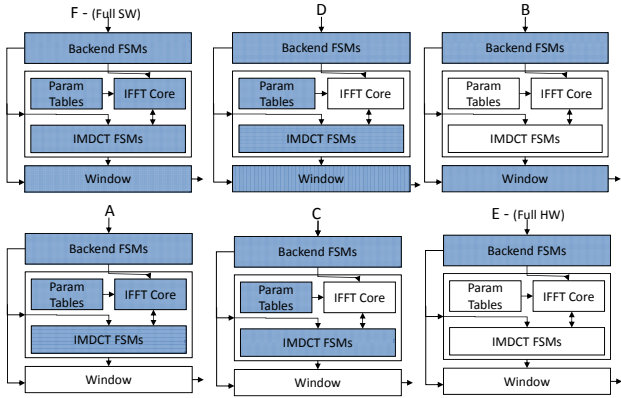 F - (Full SW)
Backend FSMs
Param
Tables
IFFT Core
IMDCT FSMs
Window
D
Backend FSMs
Param
Tables
IFFT Core
IMDCT FSMs
Window
B
Backend FSMs
Param
Tables
IFFT Core
IMDCT FSMs
Window
A
Backend FSMs
Param
Tables
IFFT Core
IMDCT FSMs
Window
C
Backend FSMs
Param
Tables
IFFT Core
IMDCT FSMs
Window
E - (Full HW)
Backend FSMs
Param
Tables
IFFT Core
IMDCT FSMs
Window